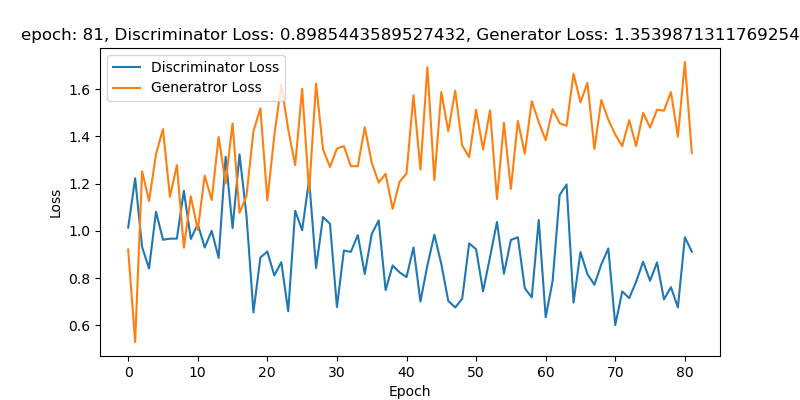 epoch: 81, Discriminator Loss: 0.8985443589527432, Generator Loss: 1.3539871311769254
Discriminator Loss
Generatror Loss
1.6
1.4
1.2
1.0
0.8
0.6
Loss
0 10 20 30 40 50 60 70 80
Epoch